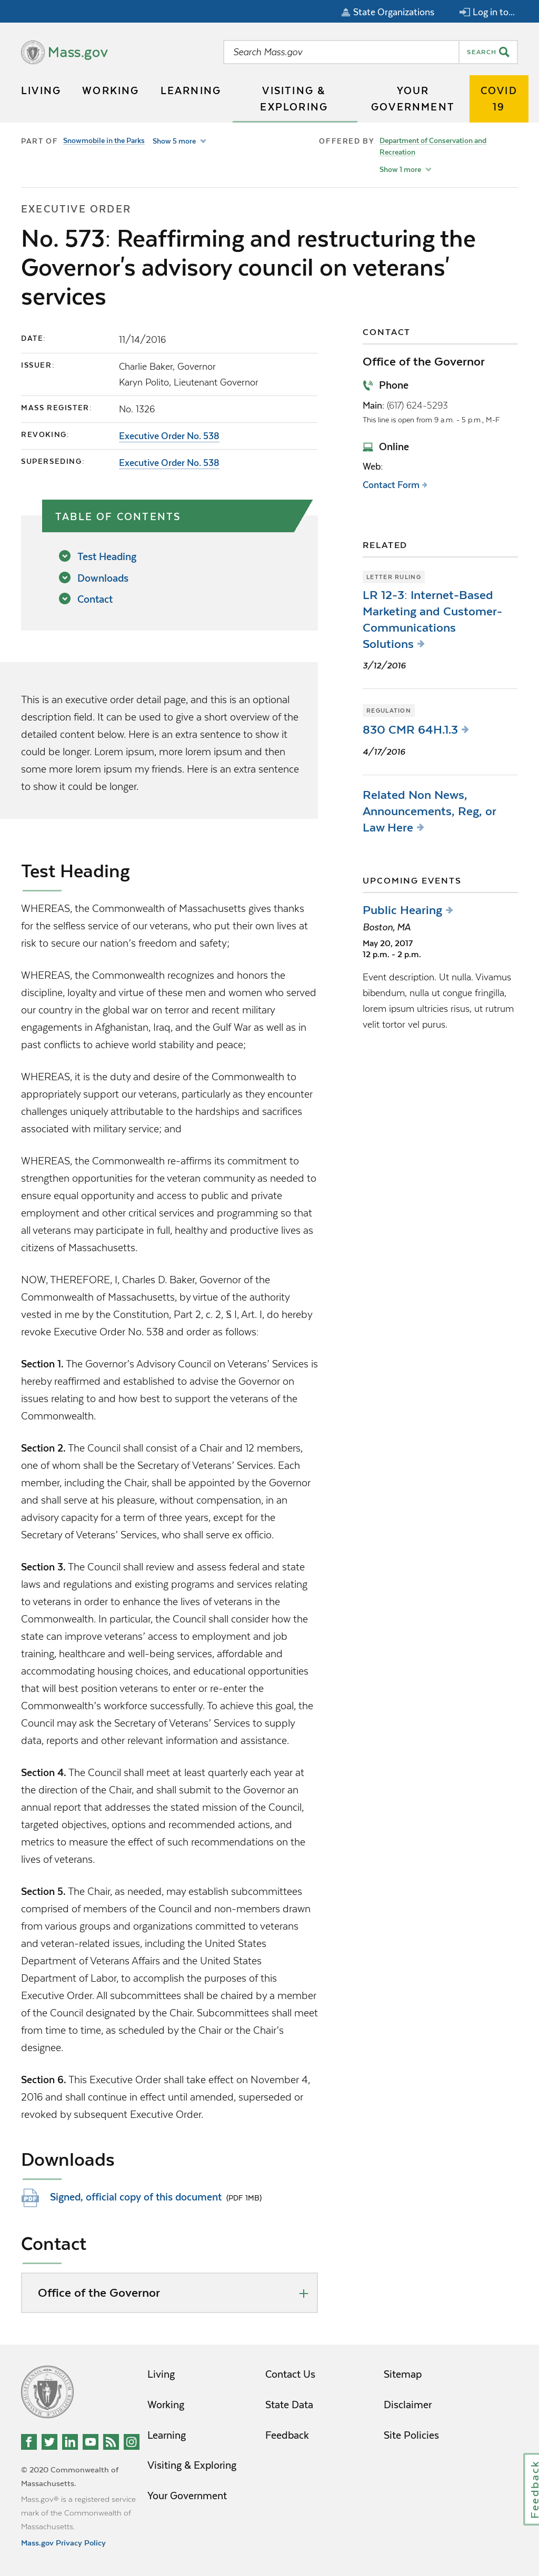 State Organizations
Log in to...
Mass.gov
Search Mass.gov
SEARCH
LIVING
WORKING
LEARNING
VISITING &
EXPLORING
YOUR
GOVERNMENT
COVID
19
PART OF
Snowmobile in the Parks
Show 5 more
OFFERED BY
Department of Conservation and
Recreation
Show 1 more
EXECUTIVE ORDER
No. 573: Reaffirming and restructuring the
Governor's advisory council on veterans'
services
DATE:
11/14/2016
ISSUER:
Charlie Baker, Governor
Karyn Polito, Lieutenant Governor
MASS REGISTER:
No. 1326
REVOKING:
Executive Order No. 538
SUPERSEDING:
Executive Order No. 538
TABLE OF CONTENTS
Test Heading
Downloads
Contact
This is an executive order detail page, and this is an optional
description field. It can be used to give a short overview of the
detailed content below. Here is an extra sentence to show it
could be longer. Lorem ipsum, more lorem ipsum and then
some more lorem ipsum my friends. Here is an extra sentence
to show it could be longer.
Test Heading
WHEREAS, the Commonwealth of Massachusetts gives thanks
for the selfless service of our veterans, who put their own lives at
risk to secure our nation's freedom and safety;
WHEREAS, the Commonwealth recognizes and honors the
discipline, loyalty and virtue of these men and women who served
our country in the global war on terror and recent military
engagements in Afghanistan, Iraq, and the Gulf War as well as in
past conflicts to achieve world stability and peace;
WHEREAS, it is the duty and desire of the Commonwealth to
appropriately support our veterans, particularly as they encounter
challenges uniquely attributable to the hardships and sacrifices
associated with military service; and
WHEREAS, the Commonwealth re-affirms its commitment to
strengthen opportunities for the veteran community as needed to
ensure equal opportunity and access to public and private
employment and other critical services and programming so that
all veterans may participate in full, healthy and productive lives as
citizens of Massachusetts.
NOW, THEREFORE, I, Charles D. Baker, Governor of the
Commonwealth of Massachusetts, by virtue of the authority
vested in me by the Constitution, Part 2, c. 2, § I, Art. I, do hereby
revoke Executive Order No. 538 and order as follows:
Section 1. The Governor's Advisory Council on Veterans' Services is
hereby reaffirmed and established to advise the Governor on
issues relating to and how best to support the veterans of the
Commonwealth.
Section 2. The Council shall consist of a Chair and 12 members,
one of whom shall be the Secretary of Veterans' Services. Each
member, including the Chair, shall be appointed by the Governor
and shall serve at his pleasure, without compensation, in an
advisory capacity for a term of three years, except for the
Secretary of Veterans' Services, who shall serve ex officio.
Section 3. The Council shall review and assess federal and state
laws and regulations and existing programs and services relating
to veterans in order to enhance the lives of veterans in the
Commonwealth. In particular, the Council shall consider how the
state can improve veterans' access to employment and job
training, healthcare and well-being services, affordable and
accommodating housing choices, and educational opportunities
that will best position veterans to enter or re-enter the
Commonwealth's workforce successfully. To achieve this goal, the
Council may ask the Secretary of Veterans' Services to supply
data, reports and other relevant information and assistance.
Section 4. The Council shall meet at least quarterly each year at
the direction of the Chair, and shall submit to the Governor an
annual report that addresses the stated mission of the Council,
targeted objectives, options and recommended actions, and
metrics to measure the effect of such recommendations on the
lives of veterans.
Section 5. The Chair, as needed, may establish subcommittees
comprised of members of the Council and non-members drawn
from various groups and organizations committed to veterans
and veteran-related issues, including the United States
Department of Veterans Affairs and the United States
Department of Labor, to accomplish the purposes of this
Executive Order. All subcommittees shall be chaired by a member
of the Council designated by the Chair. Subcommittees shall meet
from time to time, as scheduled by the Chair or the Chair's
designee.
Section 6. This Executive Order shall take effect on November 4,
2016 and shall continue in effect until amended, superseded or
revoked by subsequent Executive Order.
Downloads
PDF
Signed, official copy of this document (PDF 1MB)
Contact
Office of the Governor
CONTACT
Office of the Governor
Phone
Main: (617) 624-5293
This line is open from 9 a.m. - 5 p.m., M-F
Online
Web:
Contact Form
RELATED
LETTER RULING
LR 12-3: Internet-Based
Marketing and Customer-
Communications
Solutions
3/12/2016
REGULATION
830 CMR 64H.1.3
4/17/2016
Related Non News,
Announcements, Reg, or
Law Here
UPCOMING EVENTS
Public Hearing
Boston, MA
May 20, 2017
12 p.m. - 2 p.m.
Event description. Ut nulla. Vivamus
bibendum, nulla ut congue fringilla,
lorem ipsum ultricies risus, ut rutrum
velit tortor vel purus.
Living
Working
Learning
Visiting & Exploring
Your Government
Contact Us
State Data
Feedback
Sitemap
Disclaimer
Site Policies
© 2020 Commonwealth of
Massachusetts.
Mass.gov® is a registered service
mark of the Commonwealth of
Massachusetts.
Mass.gov Privacy Policy
Feedback